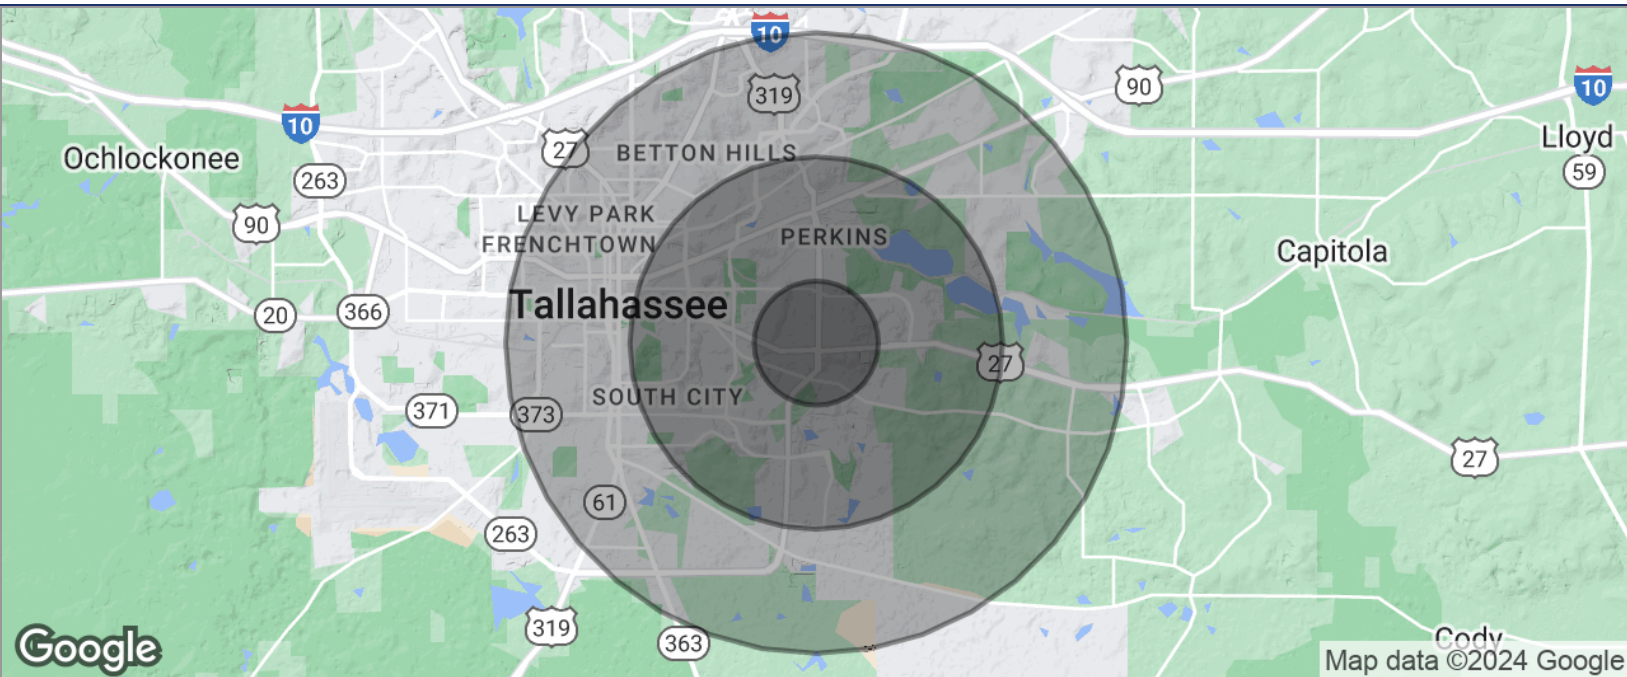 10
319
90
10
Lloyd
59
10
27
BETTON HILLS
Ochlockonee
263
90
LEVY PARK
FRENCHTOWN
PERKINS
Capitola
Tallahassee
20
366
27
SOUTH CITY
371
373
27
61
263
319
363
Cody
Google
Map data ©2024 Google